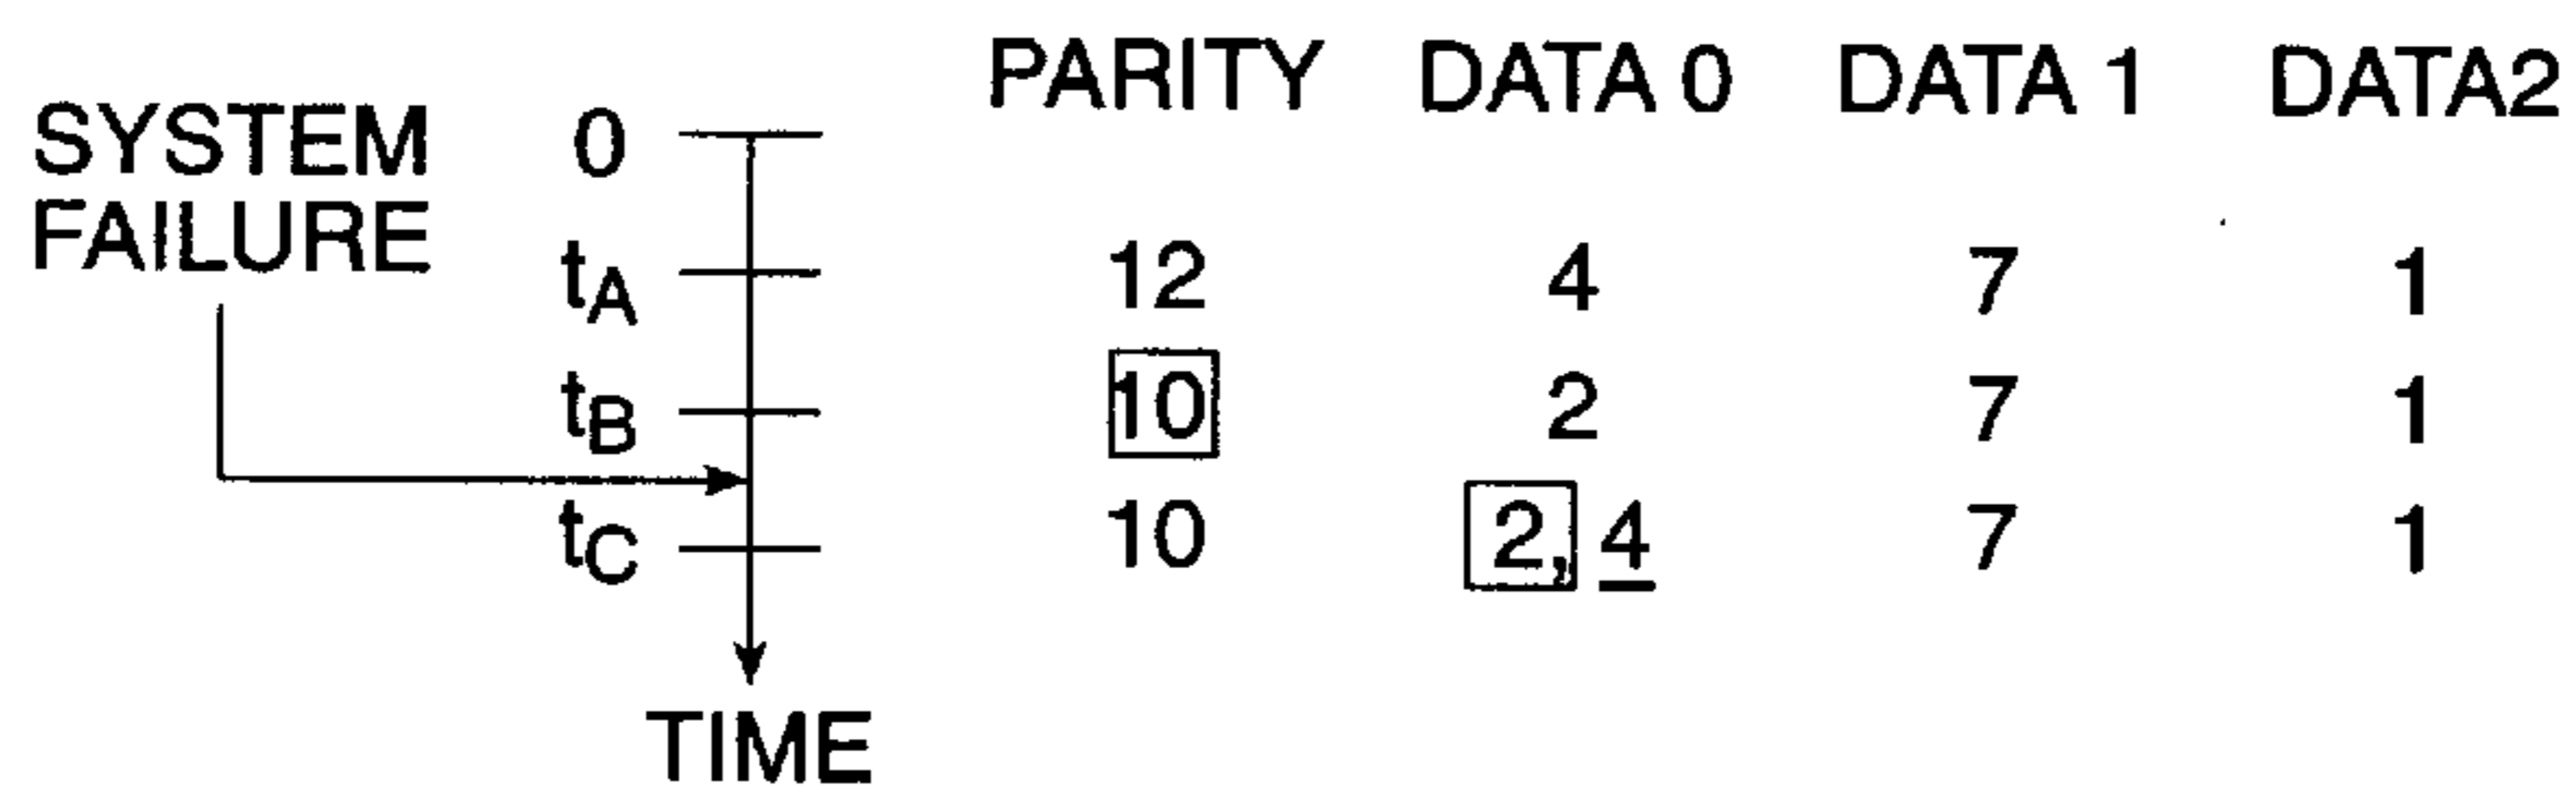 PARITY DATA 0 DATA 1 DATA2
SYSTEM FAILURE
0
tA 12 4 7 1
tB 10 2 7 1
tC 10 2, 4 7 1
TIME